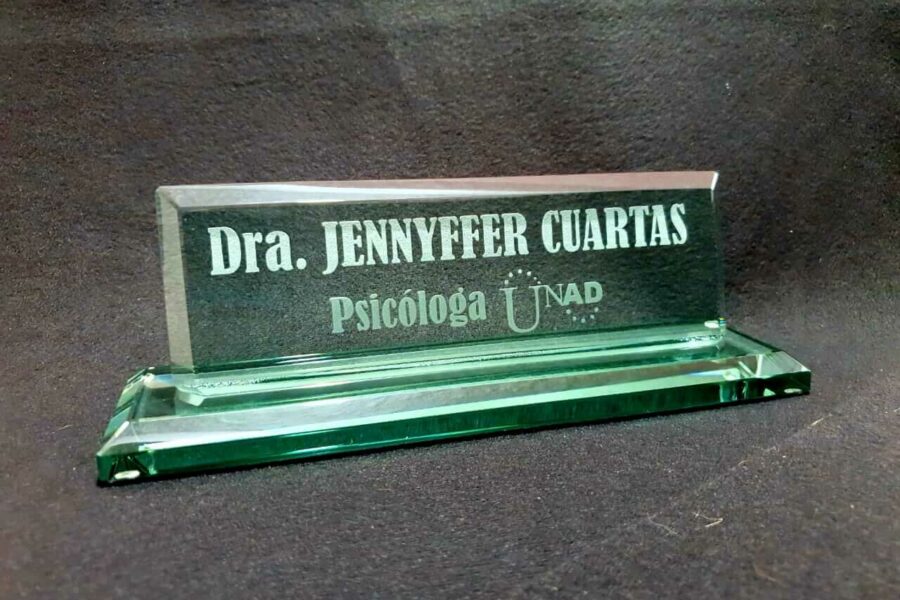 Dra. JENNYFFER CUARTAS
Psicóloga UNAD